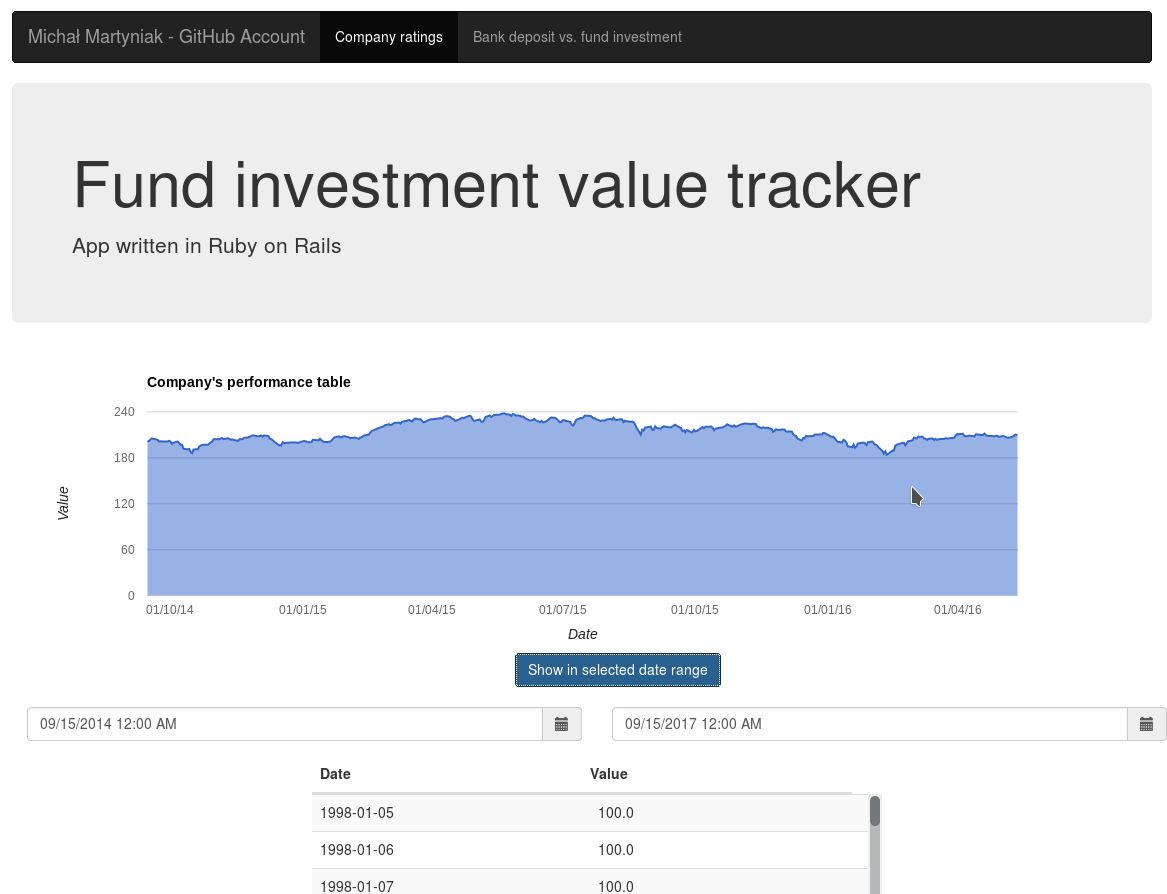 Michał Martyniak - GitHub Account Company ratings Bank deposit vs. fund investment
Fund investment value tracker
App written in Ruby on Rails
Company's performance table
240
180
120
60
0
Value
01/10/14 01/01/15 01/04/15 01/07/15 01/10/15 01/01/16 01/04/16
Date
Show in selected date range
09/15/2014 12:00 AM 09/15/2017 12:00 AM
Date Value
1998-01-05 100.0
1998-01-06 100.0
1998-01-07 100.0